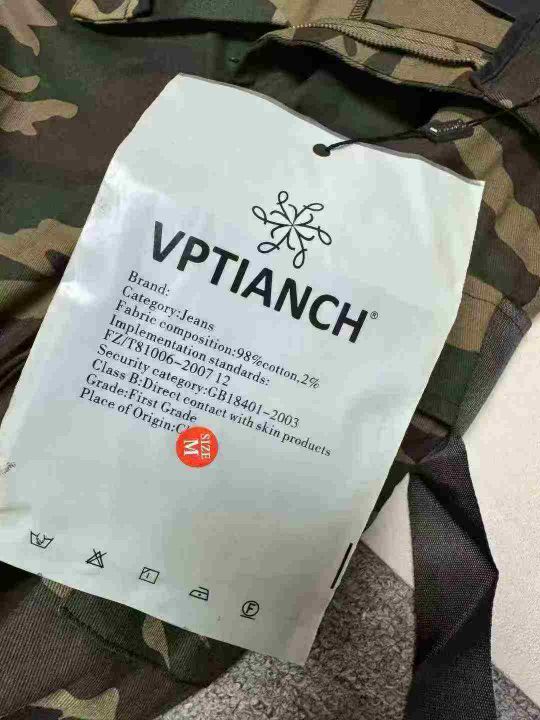 VPTIANCH®
Brand:
Category:Jeans
Fabric composition:98%cotton,2%
Implementation standards:
FZ/T81006-2007 12
Security category:GB18401-2003
Class B:Direct contact with skin products
Grade:First Grade
Place of Origin:C
SIZE
M
F